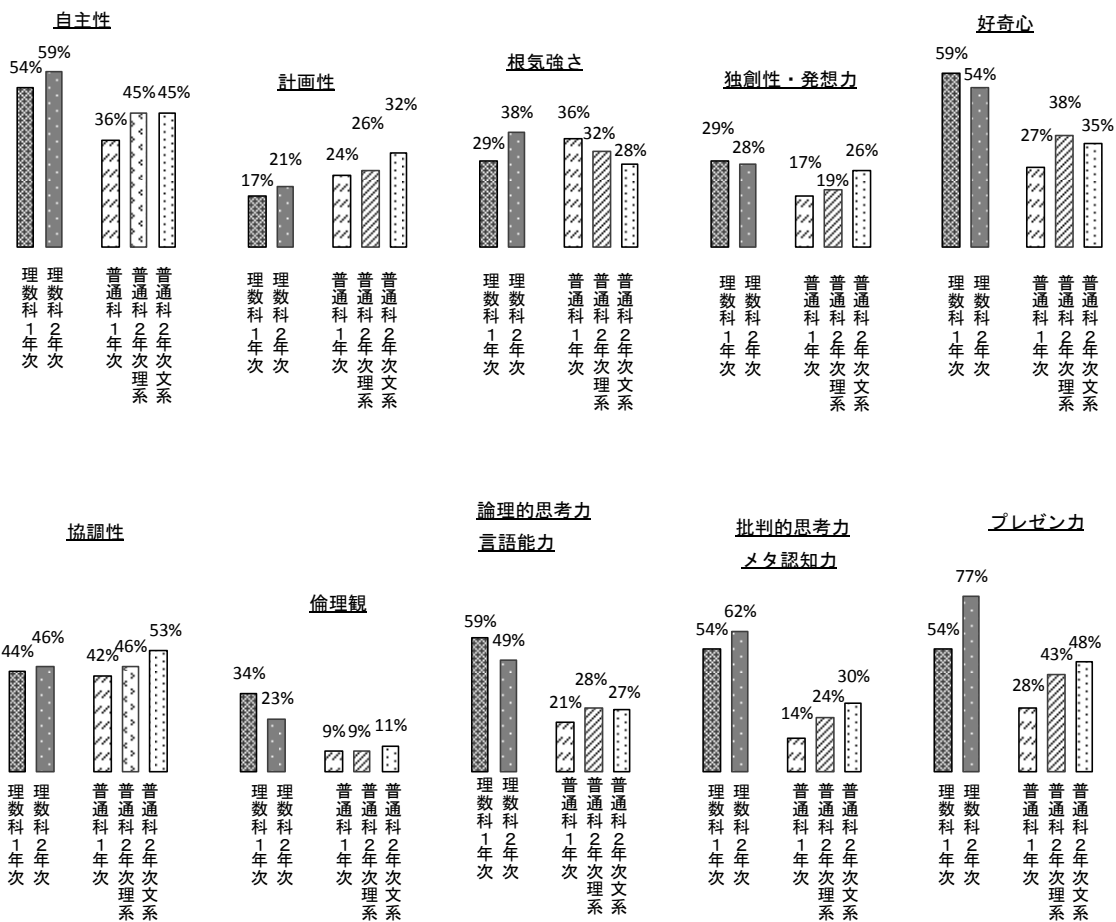 自主性
54%
59%
36%
45%
45%
理数科1年次
理数科2年次
普通科1年次
普通科2年次理系
普通科2年次文系
計画性
17%
21%
24%
26%
32%
理数科1年次
理数科2年次
普通科1年次
普通科2年次理系
普通科2年次文系
根気強さ
29%
38%
36%
32%
28%
理数科1年次
理数科2年次
普通科1年次
普通科2年次理系
普通科2年次文系
独創性・発想力
29%
28%
17%
19%
26%
理数科1年次
理数科2年次
普通科1年次
普通科2年次理系
普通科2年次文系
好奇心
59%
54%
27%
38%
35%
理数科1年次
理数科2年次
普通科1年次
普通科2年次理系
普通科2年次文系
協調性
44%
46%
42%
46%
53%
理数科1年次
理数科2年次
普通科1年次
普通科2年次理系
普通科2年次文系
倫理観
34%
23%
9%
9%
11%
理数科1年次
理数科2年次
普通科1年次
普通科2年次理系
普通科2年次文系
論理的思考力
言語能力
59%
49%
21%
28%
27%
理数科1年次
理数科2年次
普通科1年次
普通科2年次理系
普通科2年次文系
批判的思考力
メタ認知力
54%
62%
14%
24%
30%
理数科1年次
理数科2年次
普通科1年次
普通科2年次理系
普通科2年次文系
プレゼン力
54%
77%
28%
43%
48%
理数科1年次
理数科2年次
普通科1年次
普通科2年次理系
普通科2年次文系